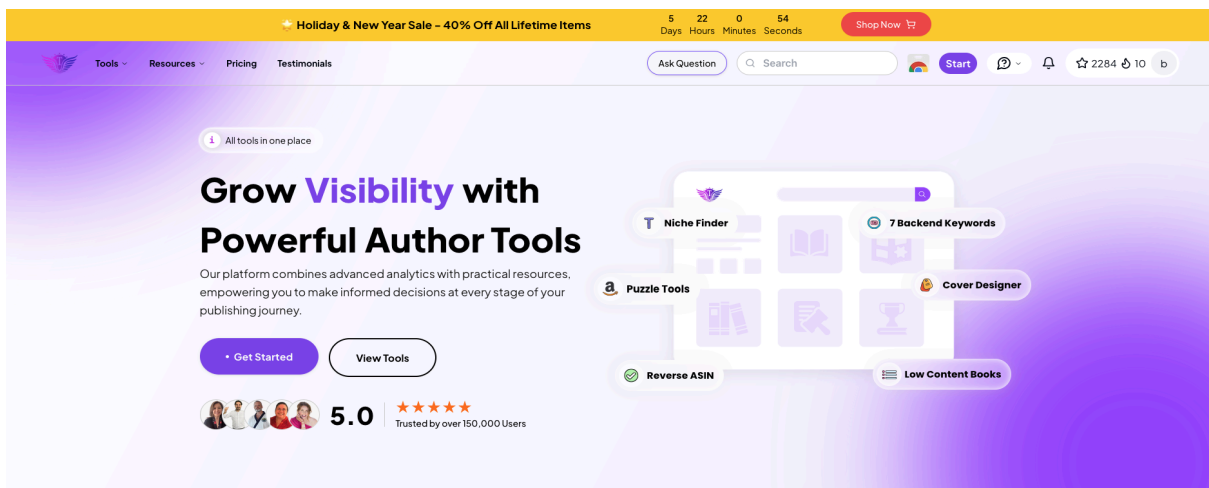 Holiday & New Year Sale – 40% Off All Lifetime Items
5 22 0 54
Days Hours Minutes Seconds
Shop Now
Tools Resources Pricing Testimonials
Ask Question
Search
Start
2284 10 b
i All tools in one place
Grow Visibility with
Powerful Author Tools
Our platform combines advanced analytics with practical resources,
empowering you to make informed decisions at every stage of your
publishing journey.
• Get Started
View Tools
5.0
Trusted by over 150,000 Users
T Niche Finder
7 Backend Keywords
a Puzzle Tools
Cover Designer
Reverse ASIN
Low Content Books